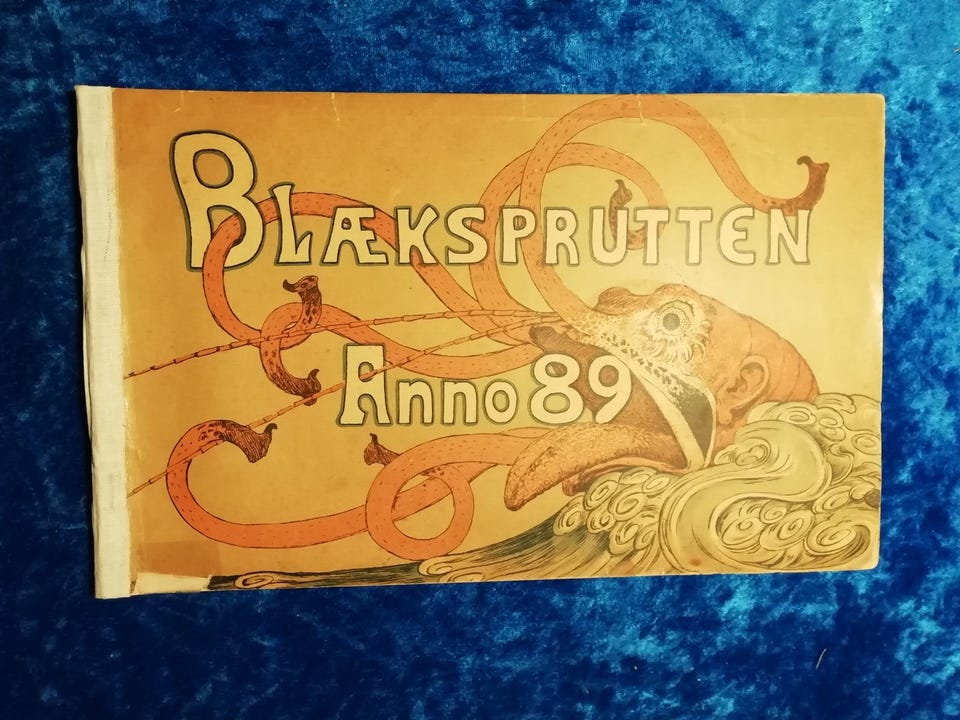 BLÆKSPRUTTEN
Anno 89